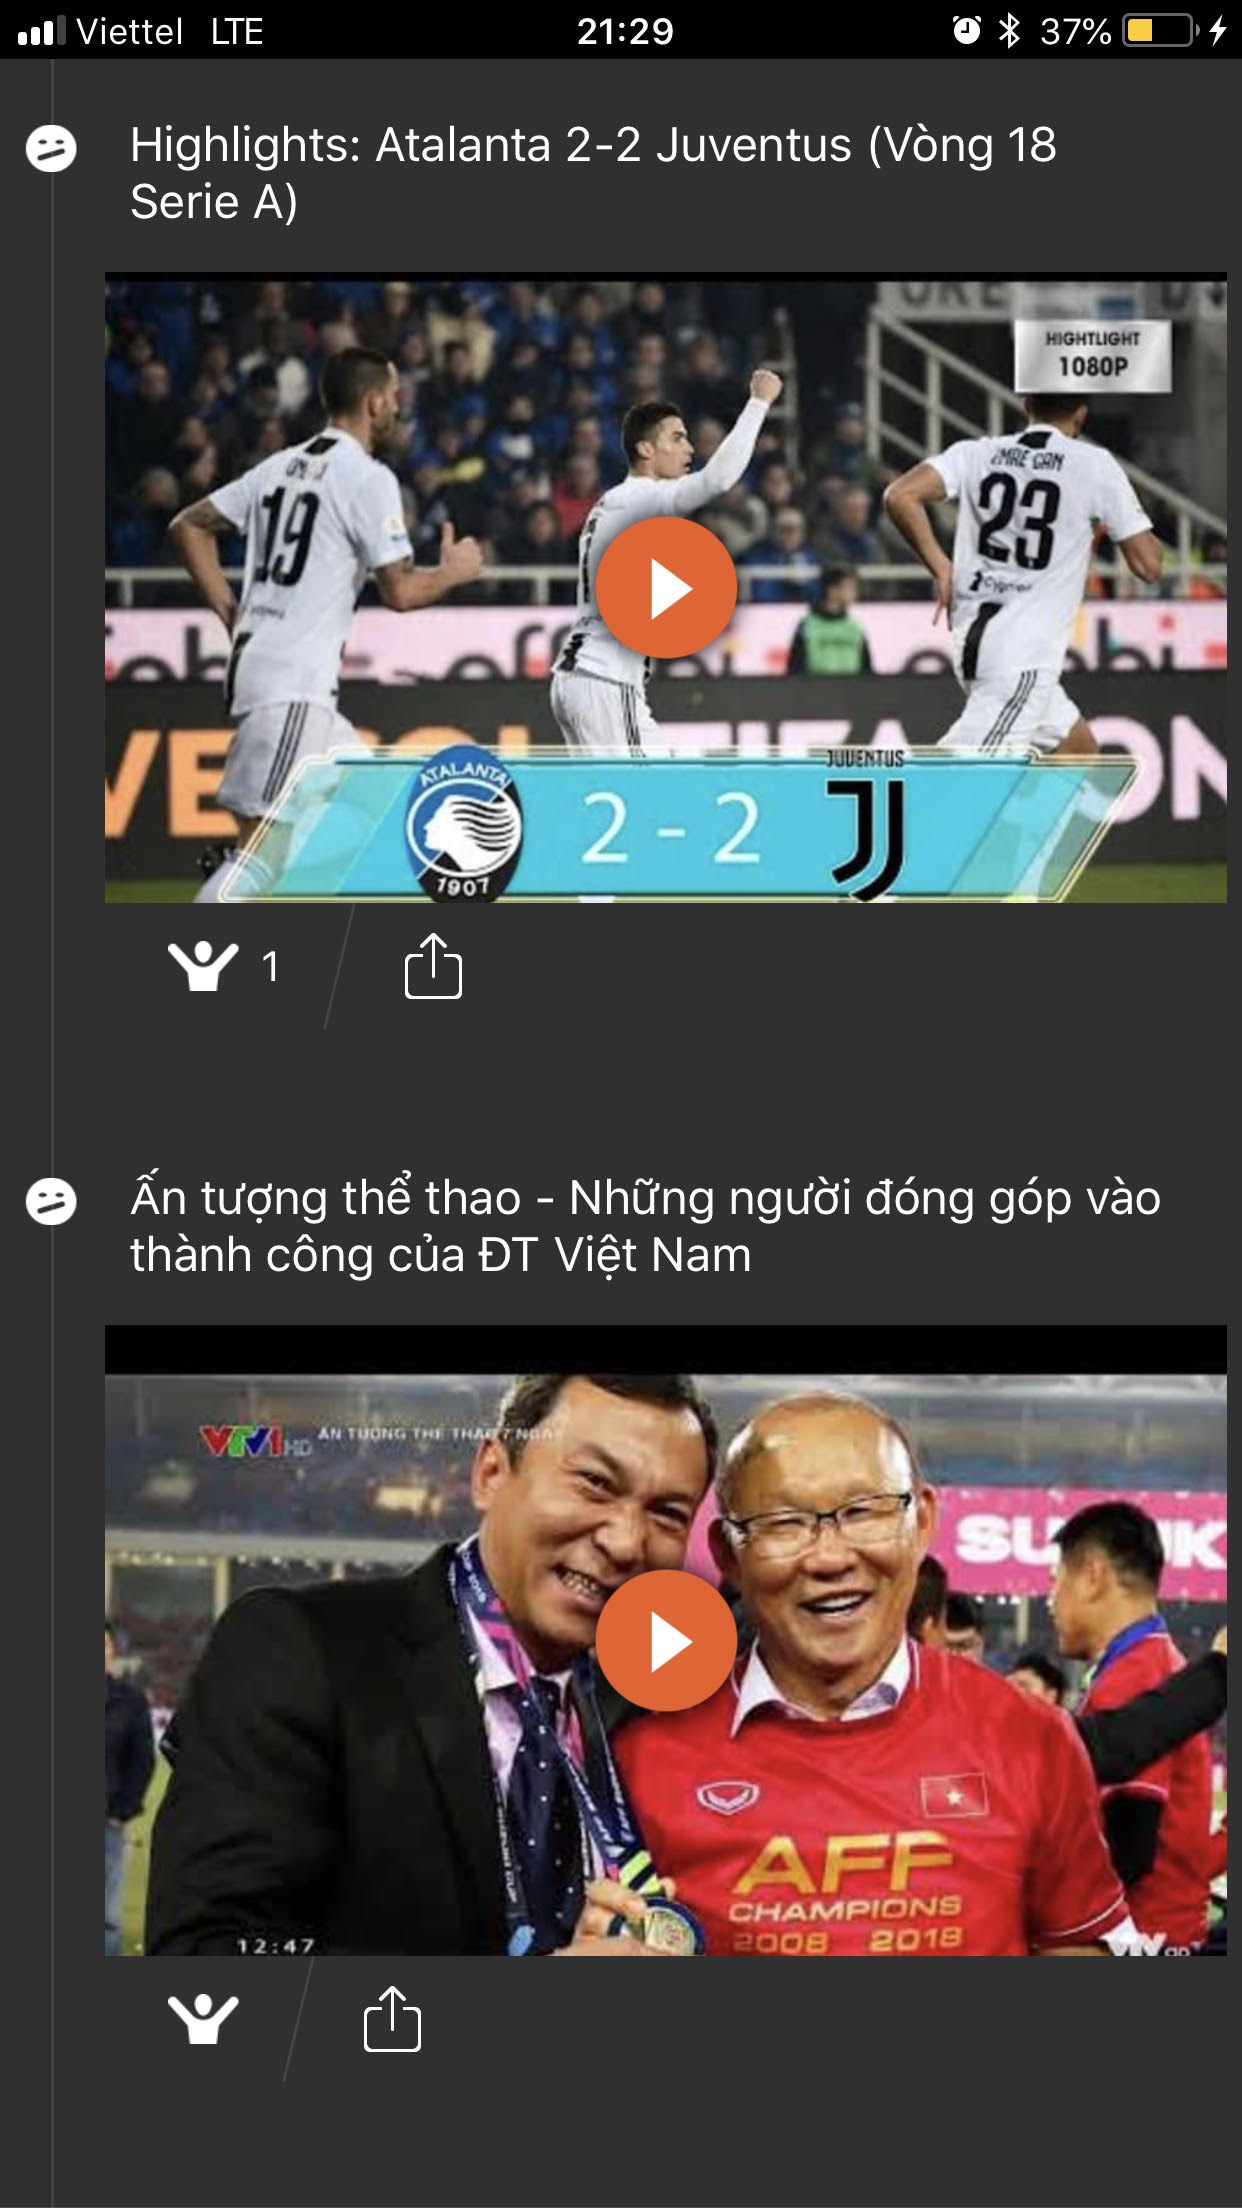 Viettel LTE 21:29 37%
Highlights: Atalanta 2-2 Juventus (Vòng 18
Serie A)
HIGHTLIGHT
1080P
19
EMRE CAN
23
Cygames
ATALANTA
1907
2 - 2
JUVENTUS
1
Ấn tượng thể thao - Những người đóng góp vào
thành công của ĐT Việt Nam
VTV1 HD
ẤN TƯỢNG THỂ THAO 7 NGÀY
SUZUK
AFF
CHAMPIONS
2008 2018
12:47